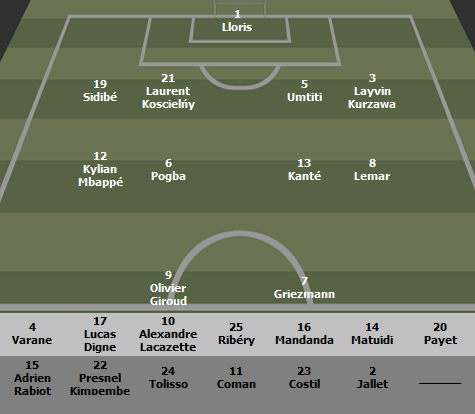 1
Lloris
19
Sidibé
21
Laurent
Koscielńy
5
Umtiti
3
Layvin
Kurzawa
12
Kylian
Mbappé
6
Pogba
13
Kanté
8
Lemar
9
Olivier
Giroud
7
Griezmann
4
Varane
17
Lucas
Digne
10
Alexandre
Lacazette
25
Ribéry
16
Mandanda
14
Matuidi
20
Payet
15
Adrien
Rabiot
22
Presnel
Kimpembe
24
Tolisso
11
Coman
23
Costil
2
Jallet